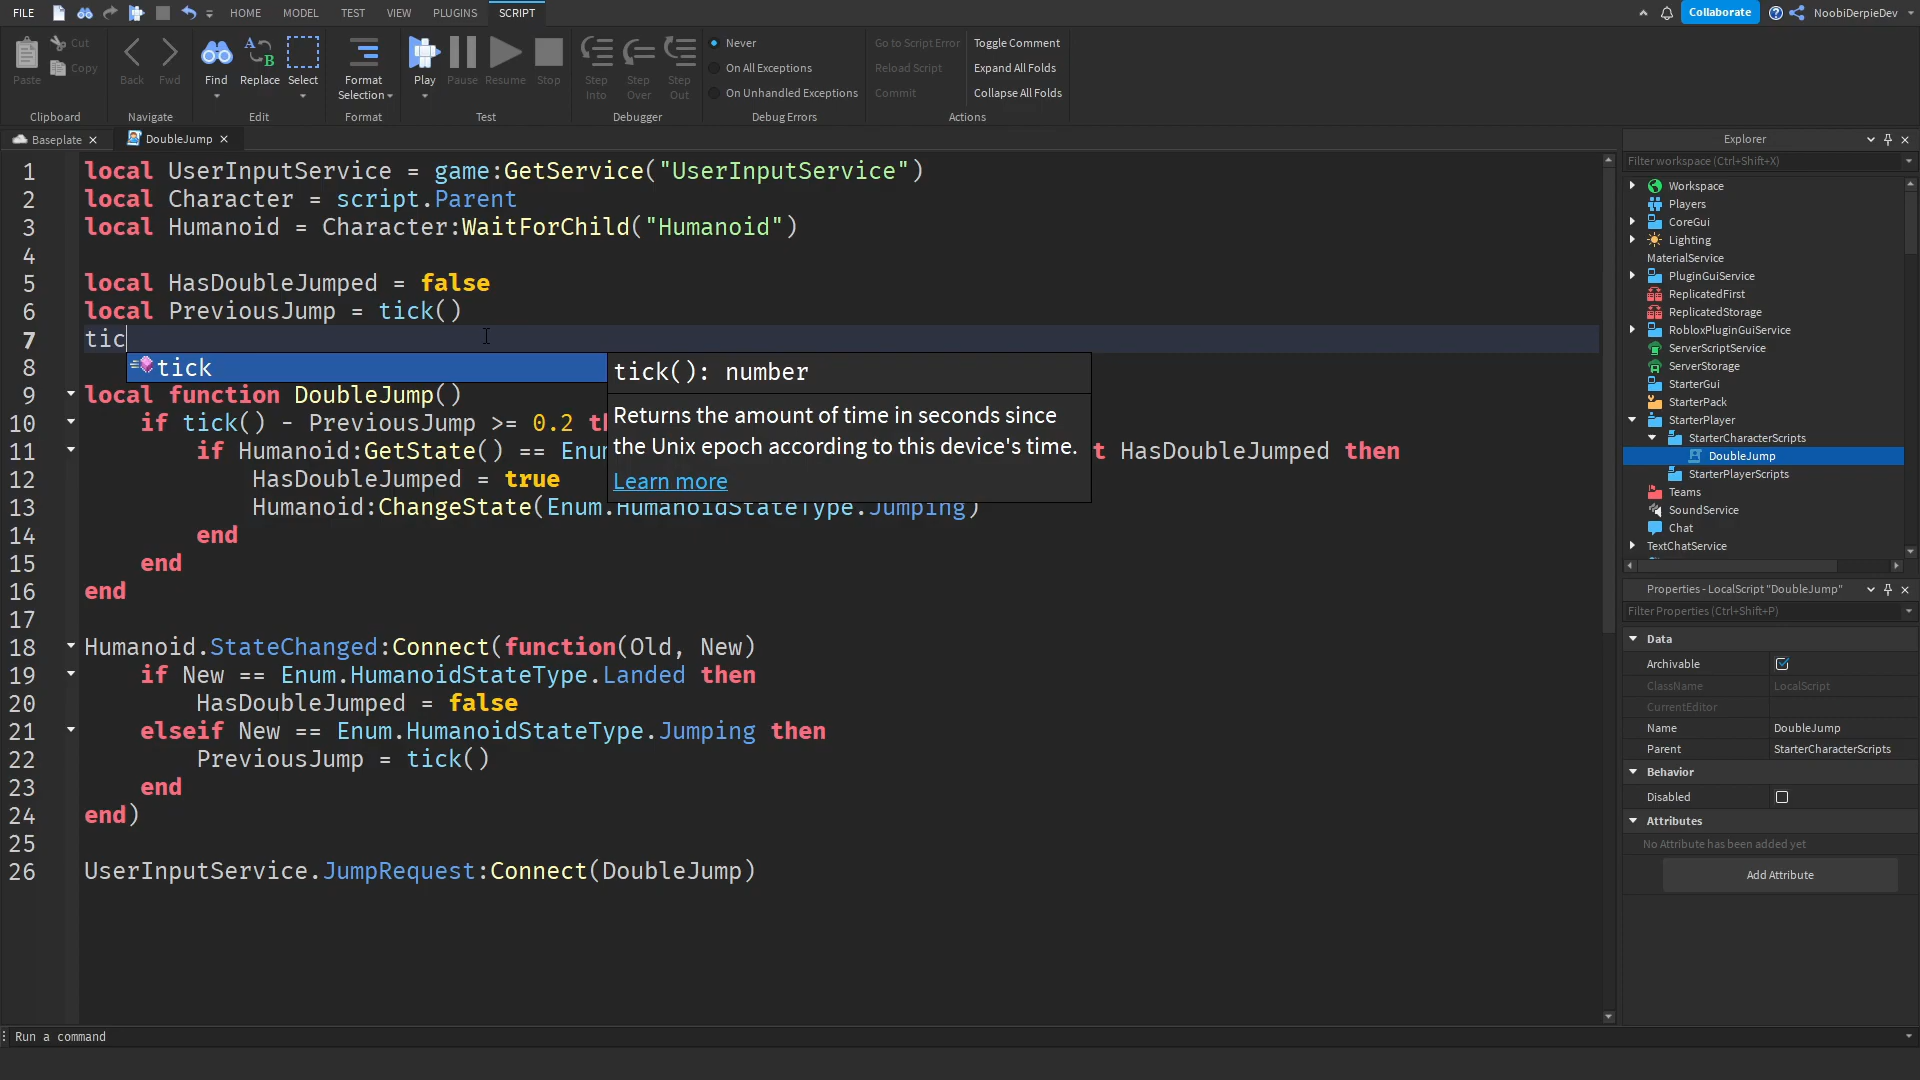 FILE
HOME
MODEL
TEST
VIEW
PLUGINS
SCRIPT
Collaborate
NoobiDerpieDev
Paste
Cut
Copy
Clipboard
Back
Fwd
Navigate
Find
Replace
Select
Edit
Format
Selection
Format
Play
Pause
Resume
Stop
Test
Step
Into
Step
Over
Step
Out
Debugger
Never
On All Exceptions
On Unhandled Exceptions
Debug Errors
Go to Script Error
Reload Script
Commit
Toggle Comment
Expand All Folds
Collapse All Folds
Actions
Baseplate
DoubleJump
1 local UserInputService = game:GetService("UserInputService")
2 local Character = script.Parent
3 local Humanoid = Character:WaitForChild("Humanoid")
4
5 local HasDoubleJumped = false
6 local PreviousJump = tick()
7 tic
8
tick
tick(): number
Returns the amount of time in seconds since
the Unix epoch according to this device's time.
Learn more
9 local function DoubleJump()
10 if tick() - PreviousJump >= 0.2
11 if Humanoid:GetState() == HasDoubleJumped then
12 HasDoubleJumped = true
13 Humanoid:ChangeState(Enum.HumanoidStateType.Jumping)
14 end
15 end
16 end
17
18 Humanoid.StateChanged:Connect(function(Old, New)
19 if New == Enum.HumanoidStateType.Landed then
20 HasDoubleJumped = false
21 elseif New == Enum.HumanoidStateType.Jumping then
22 PreviousJump = tick()
23 end
24 end)
25
26 UserInputService.JumpRequest:Connect(DoubleJump)
Run a command
Explorer
Filter workspace (Ctrl+Shift+X)
Workspace
Players
CoreGui
Lighting
MaterialService
PluginGuiService
ReplicatedFirst
ReplicatedStorage
RobloxPluginGuiService
ServerScriptService
ServerStorage
StarterGui
StarterPack
StarterPlayer
StarterCharacterScripts
DoubleJump
StarterPlayerScripts
Teams
SoundService
Chat
TextChatService
Properties - LocalScript "DoubleJump"
Filter Properties (Ctrl+Shift+P)
Data
Archivable
ClassName LocalScript
CurrentEditor
Name DoubleJump
Parent StarterCharacterScripts
Behavior
Disabled
Attributes
No Attribute has been added yet
Add Attribute